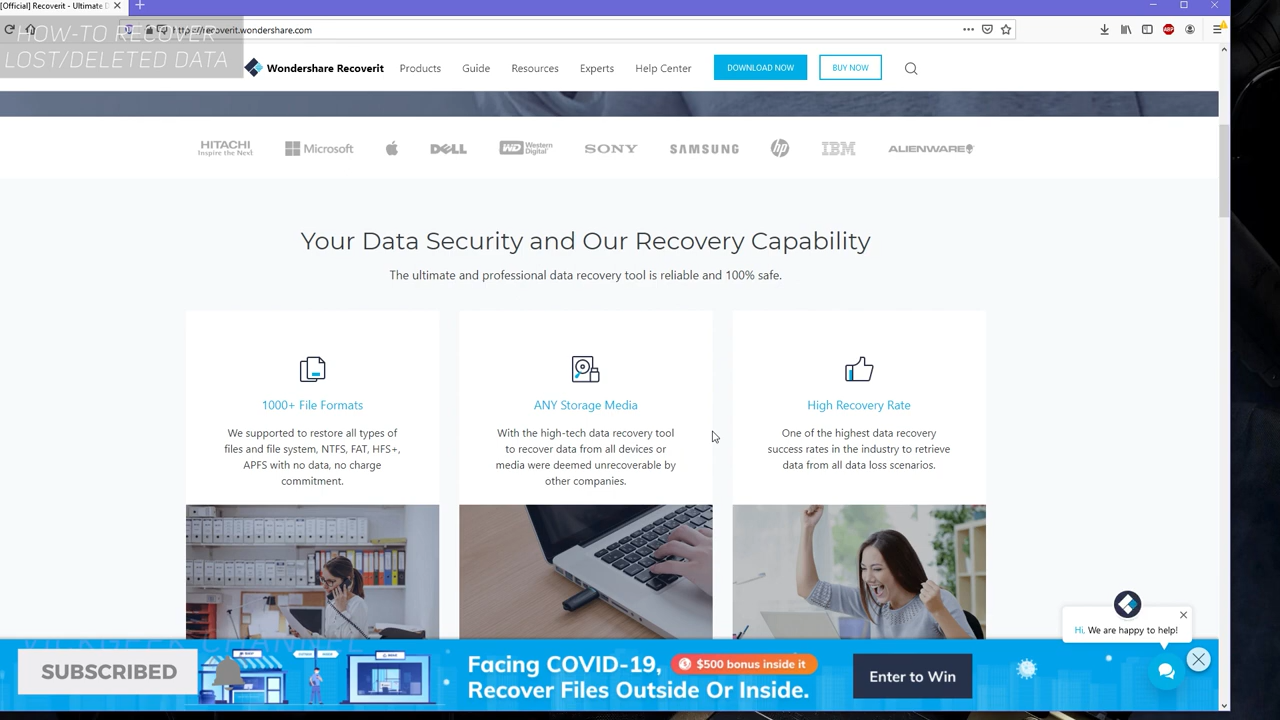 [Official] Recoverit - Ultimate D
HOW-TO RECOVER
LOST/DELETED DATA
https://recoverit.wondershare.com
ABP
Wondershare Recoverit
Products
Guide
Resources
Experts
Help Center
DOWNLOAD NOW
BUY NOW
HITACHI
Inspire the Next
Microsoft
DELL
WD Western Digital
SONY
SAMSUNG
hp
IBM
ALIENWARE
Your Data Security and Our Recovery Capability
The ultimate and professional data recovery tool is reliable and 100% safe.
1000+ File Formats
We supported to restore all types of
files and file system, NTFS, FAT, HFS+,
APFS with no data, no charge
commitment.
ANY Storage Media
With the high-tech data recovery tool
to recover data from all devices or
media were deemed unrecoverable by
other companies.
High Recovery Rate
One of the highest data recovery
success rates in the industry to retrieve
data from all data loss scenarios.
Hi. We are happy to help!
CHANNEL
SUBSCRIBED
Facing COVID-19,
$500 bonus inside it
Recover Files Outside Or Inside.
Enter to Win